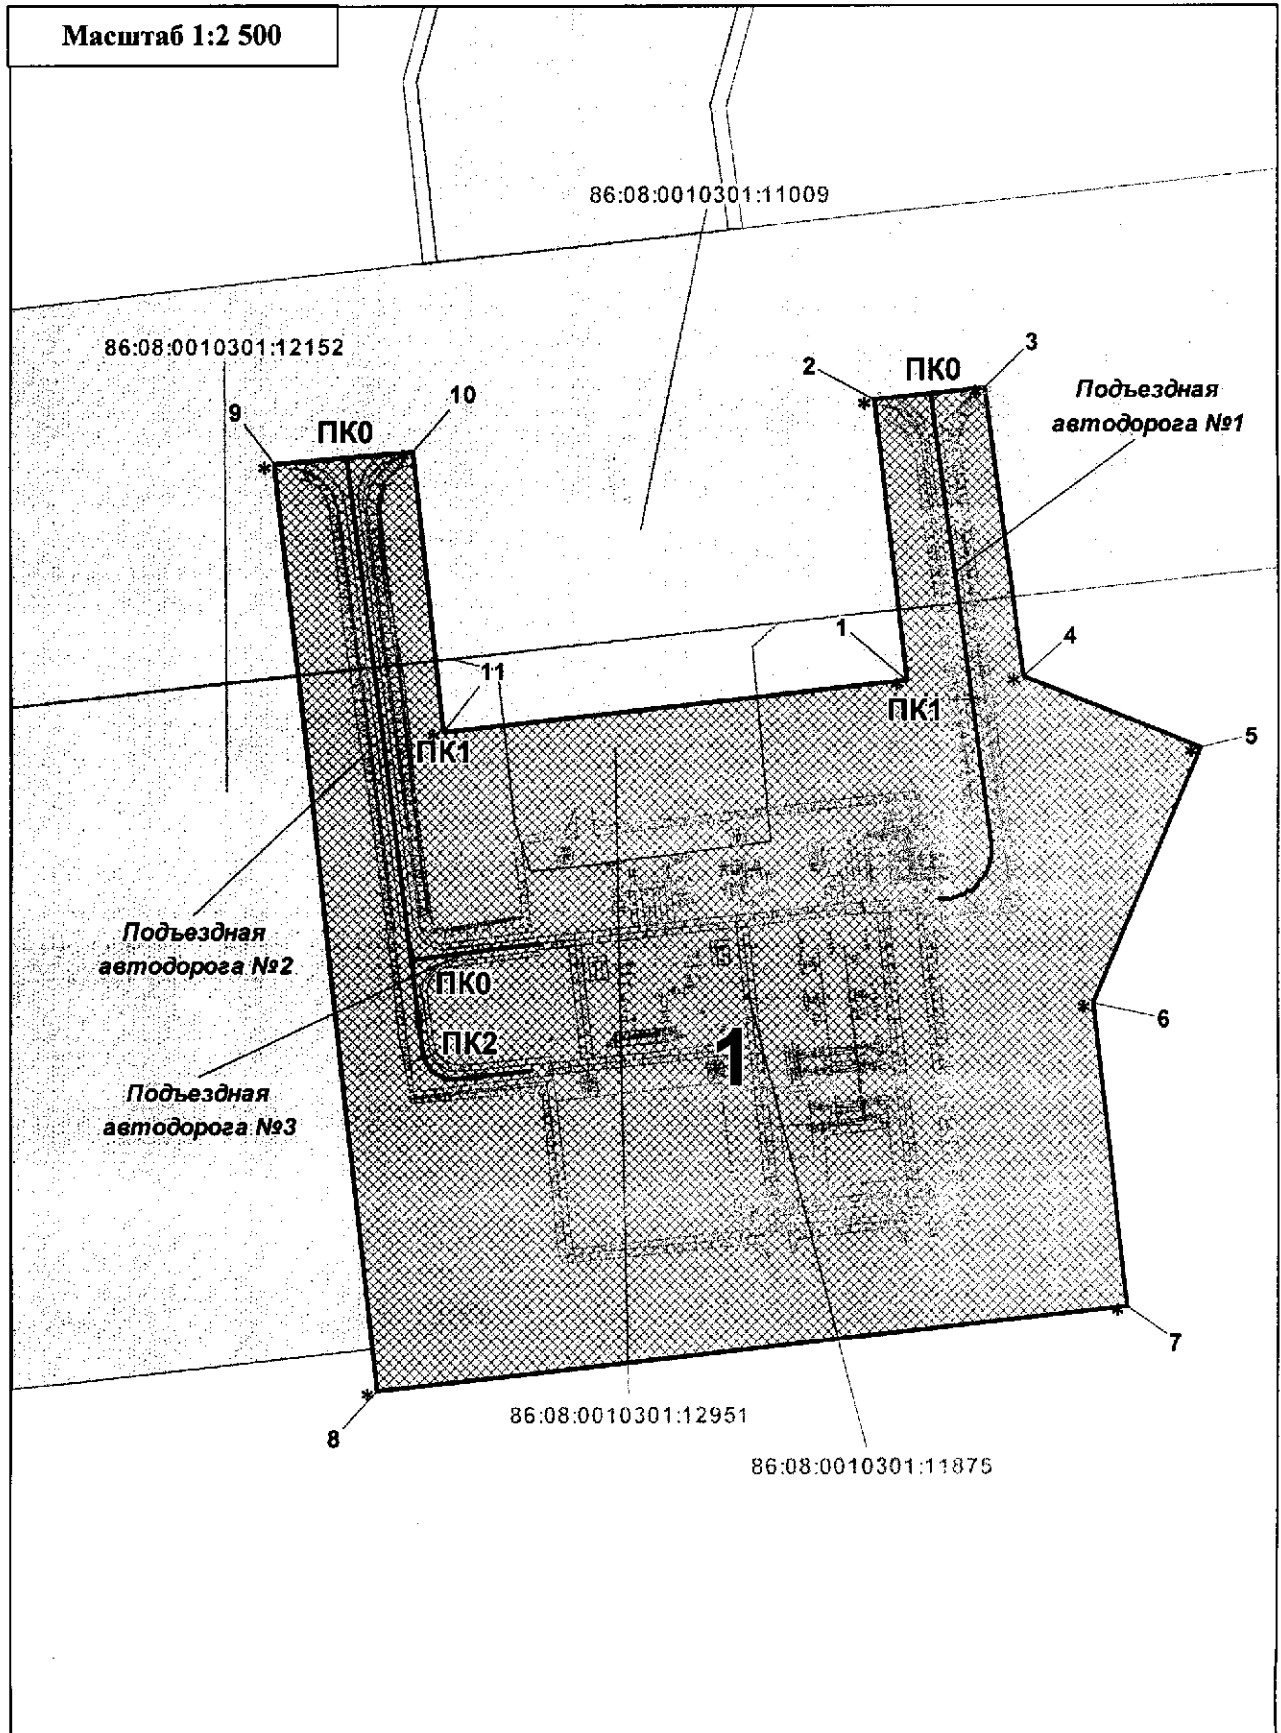 Масштаб 1:2 500
86:08:0010301:11009
86:08:0010301:12152
2
3
ПК0
Подъездная
автодорога №1
9
10
ПК0
1
4
11
ПК1
5
ПК1
Подъездная
автодорога №2
ПК0
6
ПК2
1
Подъездная
автодорога №3
7
86:08:0010301:12951
8
86:08:0010301:11875